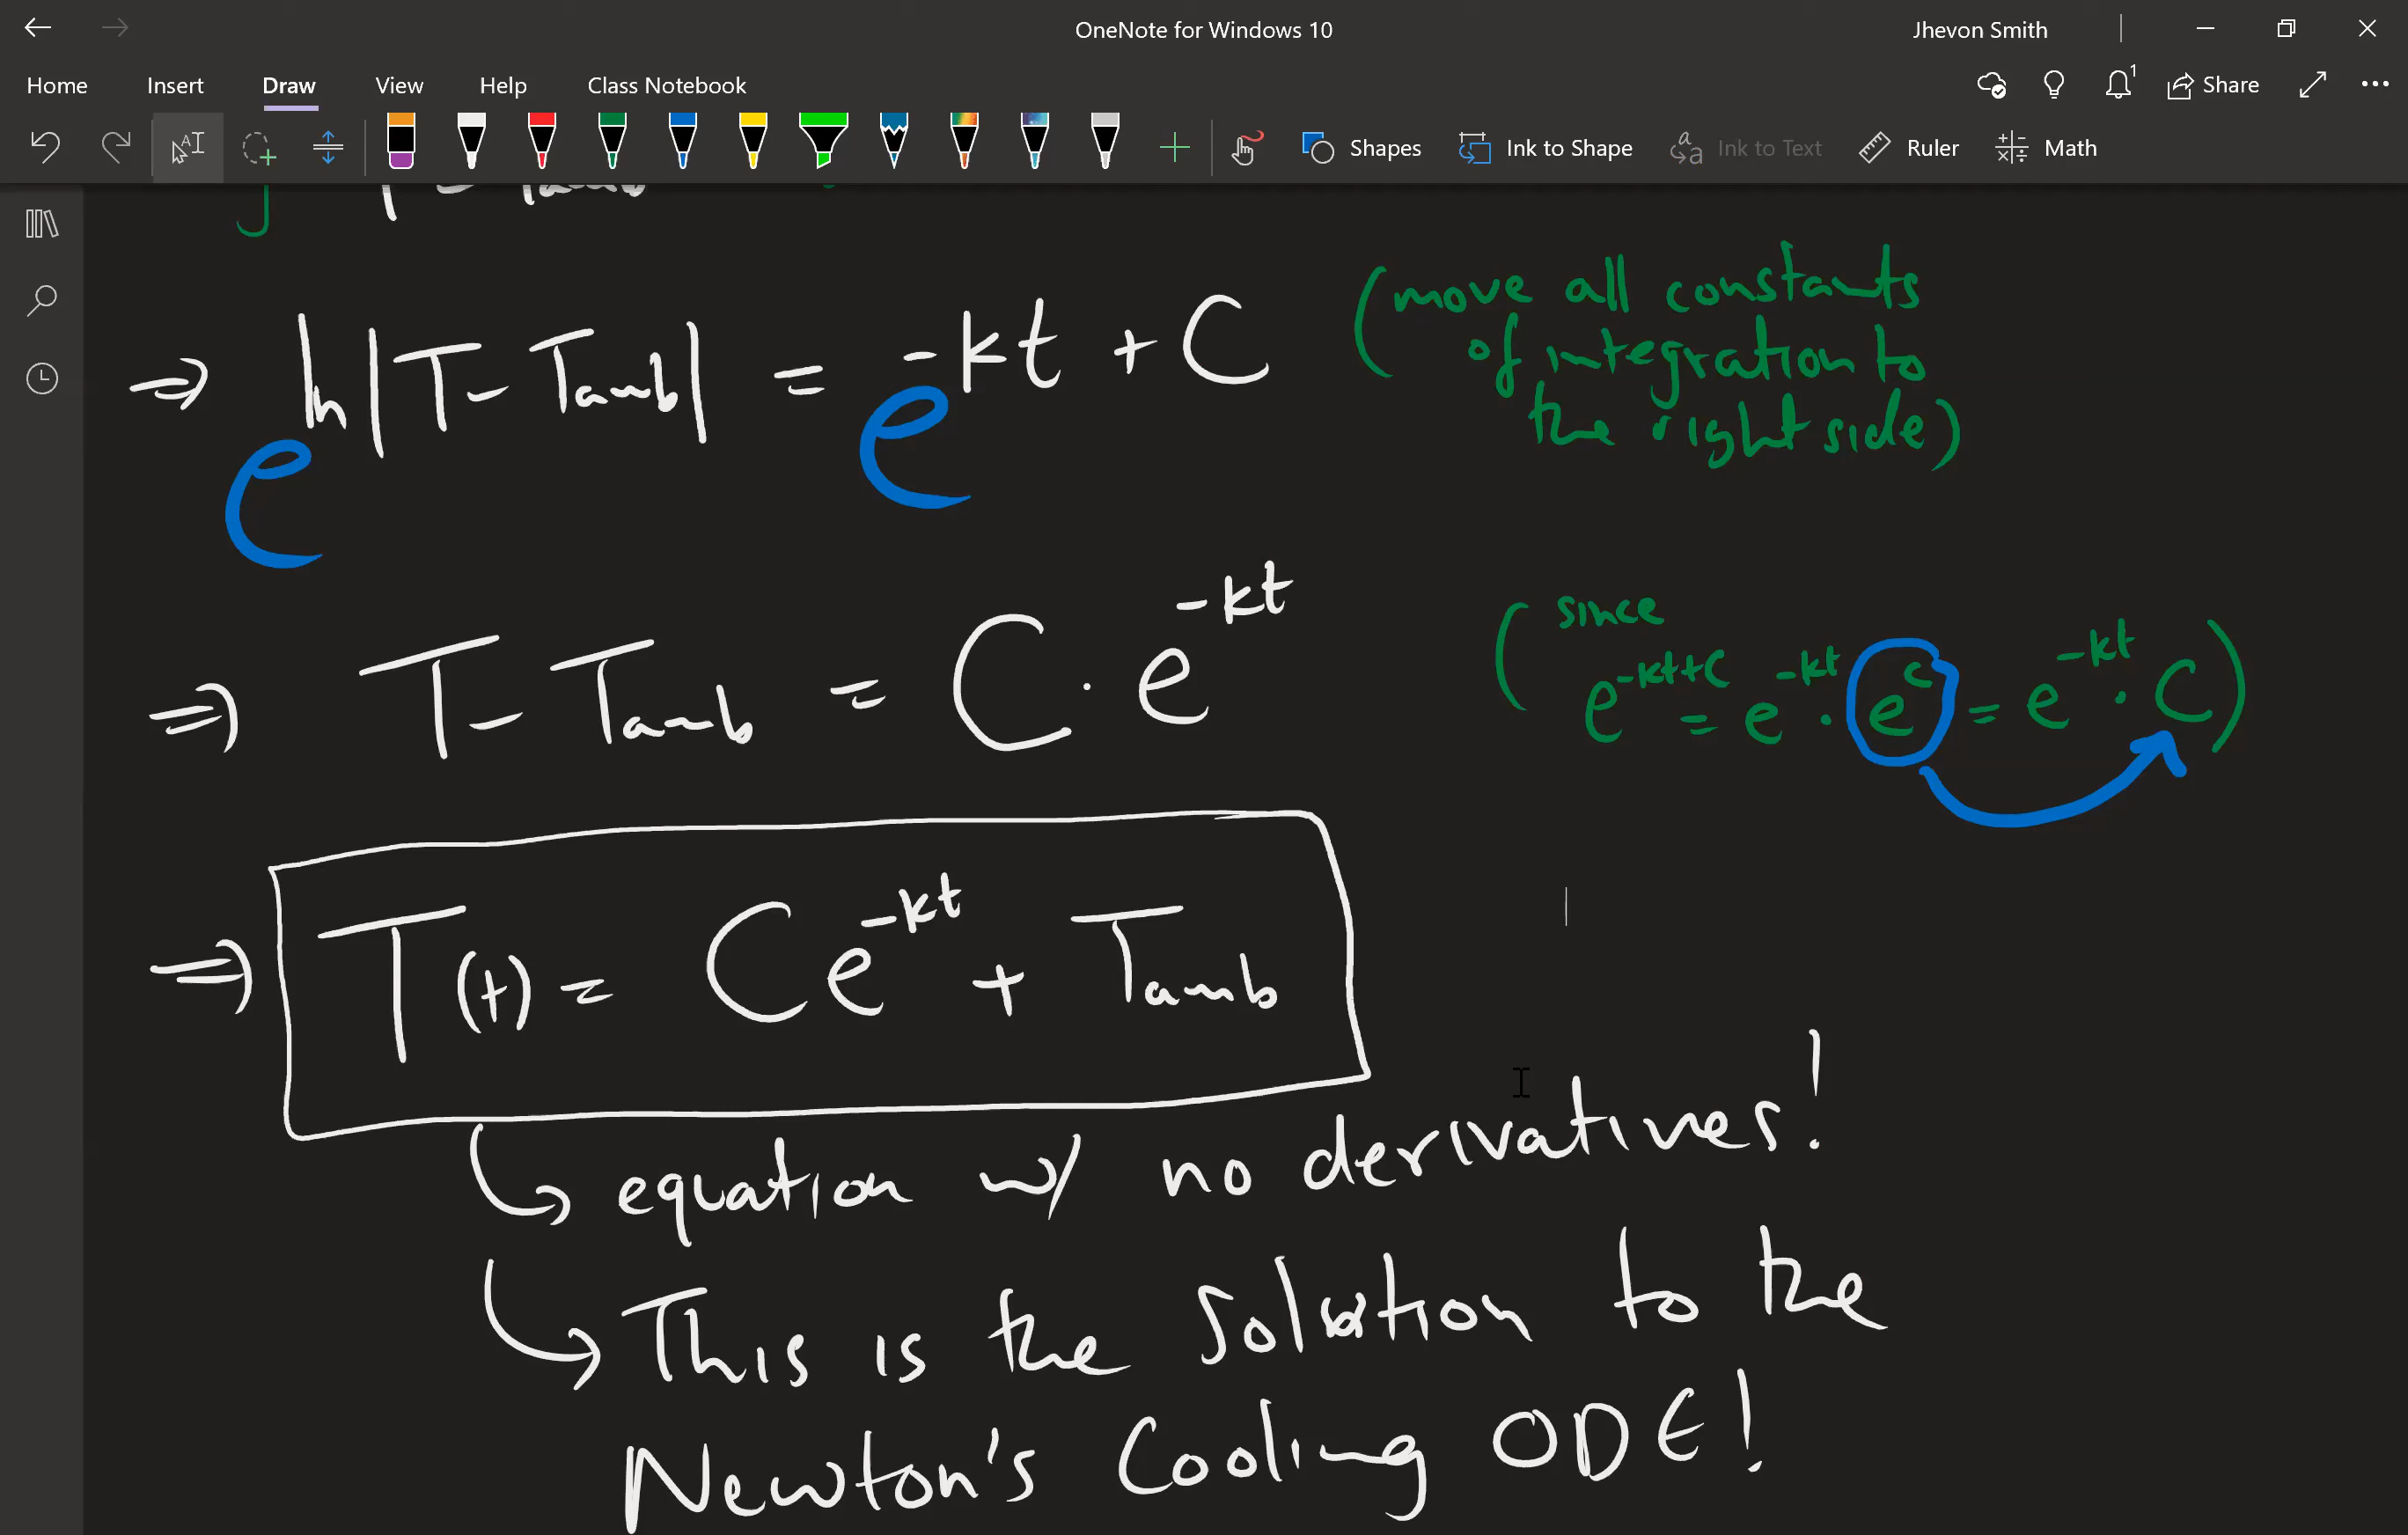 OneNote for Windows 10
Jhevon Smith
Home Insert Draw View Help Class Notebook
1
Share
Shapes Ink to Shape Ink to Text Ruler Math
T - Tamb
⇒ ln|T - Tamb| = -kt + C
e e
(move all constants
of integration to
the right side)
⇒ T - Tamb = C · e^-kt
(since
e^-kt+C = e^-kt · e^C = e^-kt · C)
⇒ T(t) = Ce^-kt + Tamb
↳ equation w/ no derivatives!
↳ This is the solution to the
Newton's Cooling ODE!